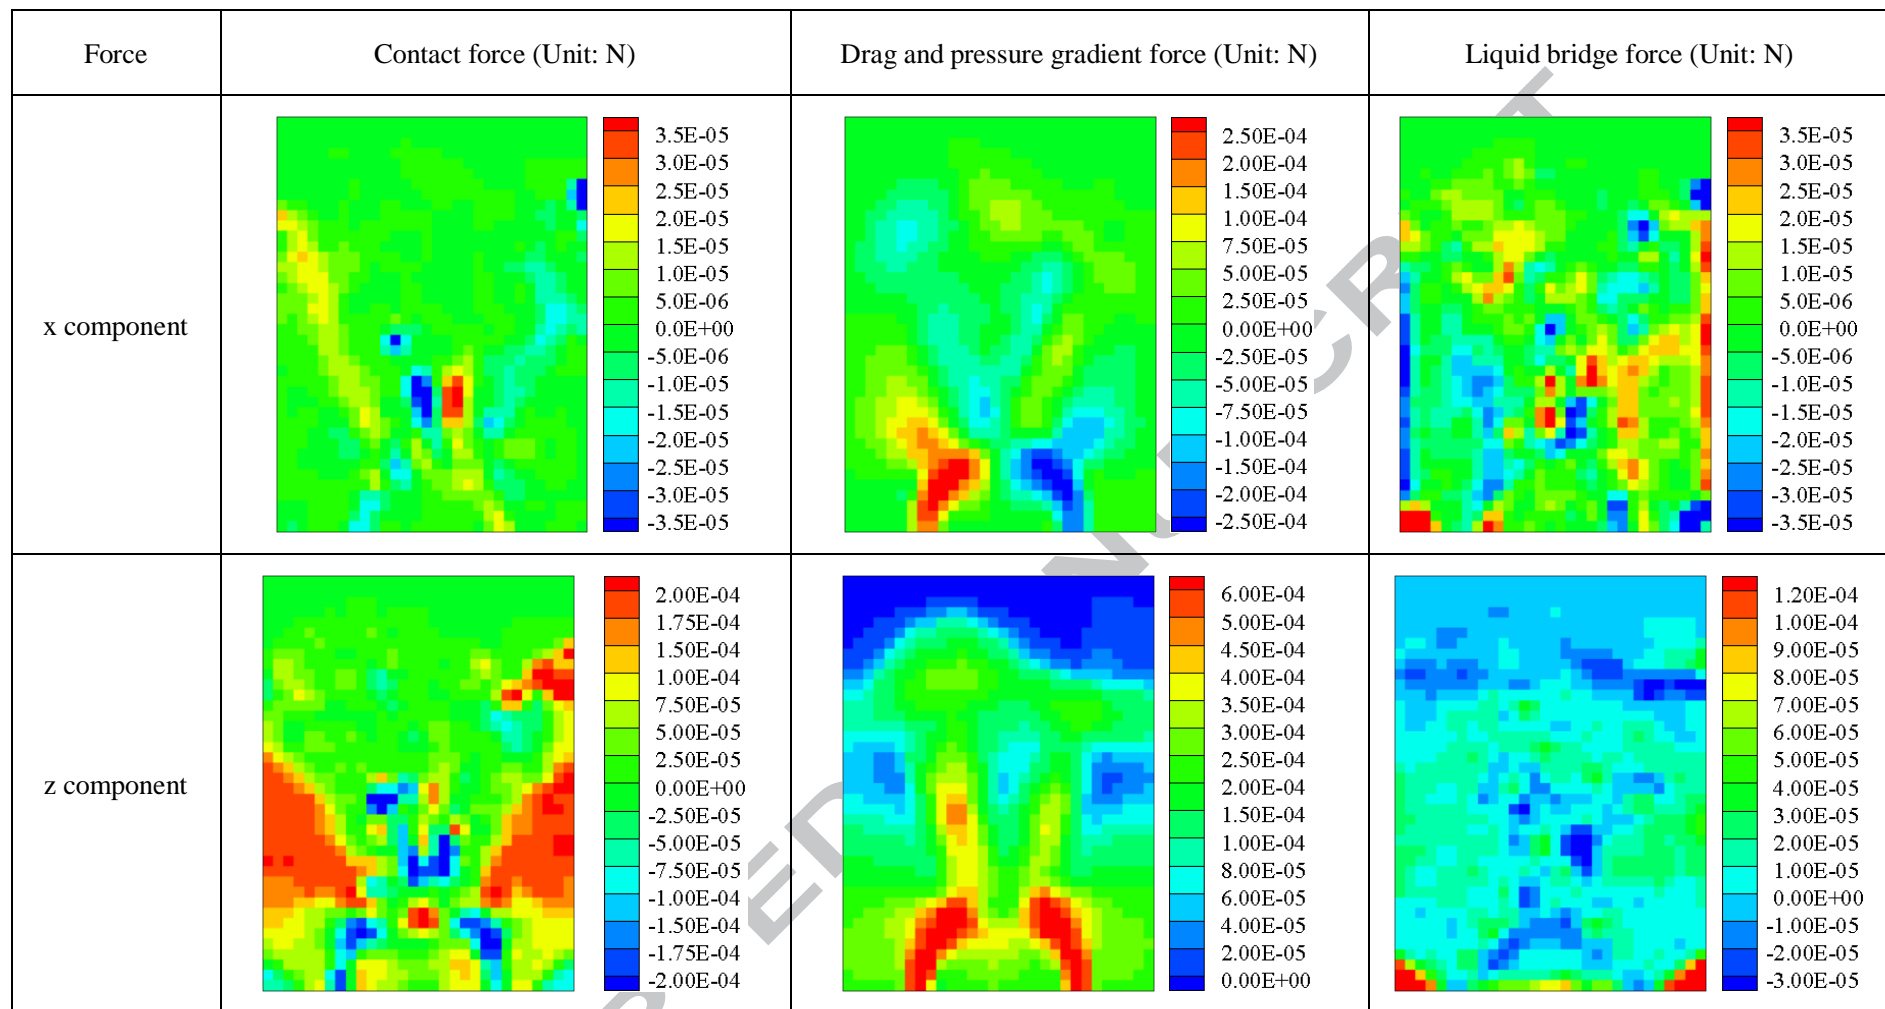 Force
Contact force (Unit: N)
Drag and pressure gradient force (Unit: N)
Liquid bridge force (Unit: N)
x component
3.5E-05
3.0E-05
2.5E-05
2.0E-05
1.5E-05
1.0E-05
5.0E-06
0.0E+00
-5.0E-06
-1.0E-05
-1.5E-05
-2.0E-05
-2.5E-05
-3.0E-05
-3.5E-05
2.50E-04
2.00E-04
1.50E-04
1.00E-04
7.50E-05
5.00E-05
2.50E-05
0.00E+00
-2.50E-05
-5.00E-05
-7.50E-05
-1.00E-04
-1.50E-04
-2.00E-04
-2.50E-04
3.5E-05
3.0E-05
2.5E-05
2.0E-05
1.5E-05
1.0E-05
5.0E-06
0.0E+00
-5.0E-06
-1.0E-05
-1.5E-05
-2.0E-05
-2.5E-05
-3.0E-05
-3.5E-05
z component
2.00E-04
1.75E-04
1.50E-04
1.00E-04
7.50E-05
5.00E-05
2.50E-05
0.00E+00
-2.50E-05
-5.00E-05
-7.50E-05
-1.00E-04
-1.50E-04
-1.75E-04
-2.00E-04
6.00E-04
5.00E-04
4.50E-04
4.00E-04
3.50E-04
3.00E-04
2.50E-04
2.00E-04
1.50E-04
1.00E-04
8.00E-05
6.00E-05
4.00E-05
2.00E-05
0.00E+00
1.20E-04
1.00E-04
9.00E-05
8.00E-05
7.00E-05
6.00E-05
5.00E-05
4.00E-05
3.00E-05
2.00E-05
1.00E-05
0.00E+00
-1.00E-05
-2.00E-05
-3.00E-05